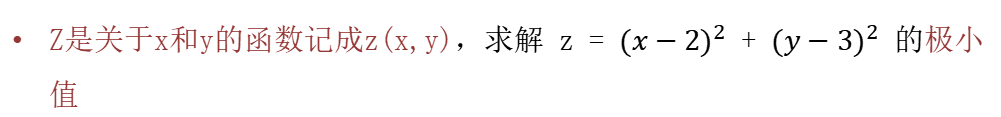 • Z是关于x和y的函数记成z(x,y)，求解 z = (x − 2)² + (y − 3)² 的极小
值